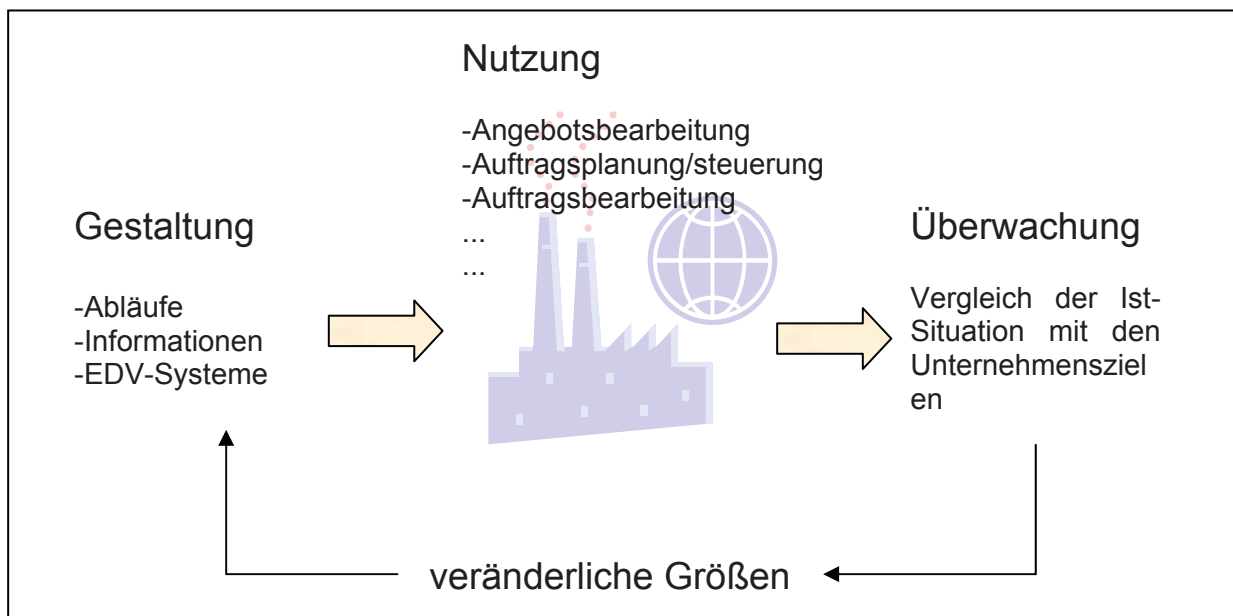 Gestaltung
-Abläufe
-Informationen
-EDV-Systeme
Nutzung
-Angebotsbearbeitung
-Auftragsplanung/steuerung
-Auftragsbearbeitung
...
...
Überwachung
Vergleich der Ist-
Situation mit den
Unternehmensziel
en
veränderliche Größen